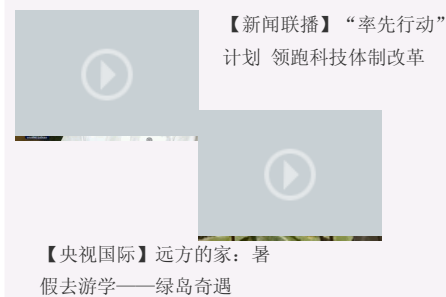 【新闻联播】“率先行动”
计划 领跑科技体制改革
【央视国际】远方的家：暑
假去游学——绿岛奇遇